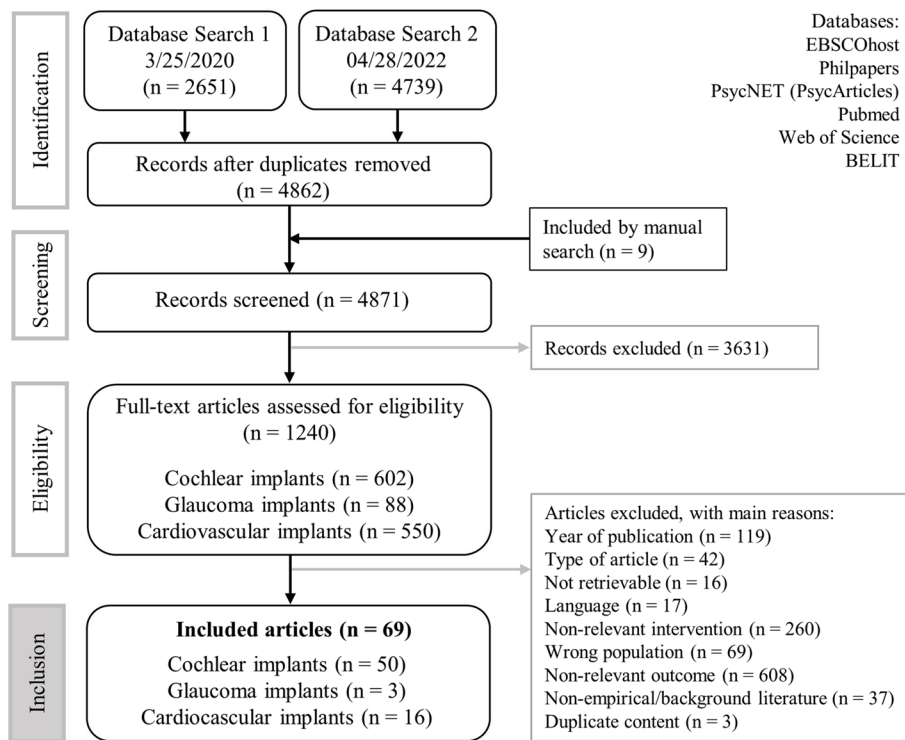 Database Search 1
3/25/2020
(n = 2651)
Database Search 2
04/28/2022
(n = 4739)
Databases:
EBSCOhost
Philpapers
PsycNET (PsycArticles)
Pubmed
Web of Science
BELIT
Identification
Records after duplicates removed
(n = 4862)
Included by manual
search (n = 9)
Screening
Records screened (n = 4871)
Records excluded (n = 3631)
Eligibility
Full-text articles assessed for eligibility
(n = 1240)
Cochlear implants (n = 602)
Glaucoma implants (n = 88)
Cardiovascular implants (n = 550)
Articles excluded, with main reasons:
Year of publication (n = 119)
Type of article (n = 42)
Not retrievable (n = 16)
Language (n = 17)
Non-relevant intervention (n = 260)
Wrong population (n = 69)
Non-relevant outcome (n = 608)
Non-empirical/background literature (n = 37)
Duplicate content (n = 3)
Inclusion
Included articles (n = 69)
Cochlear implants (n = 50)
Glaucoma implants (n = 3)
Cardiocascular implants (n = 16)